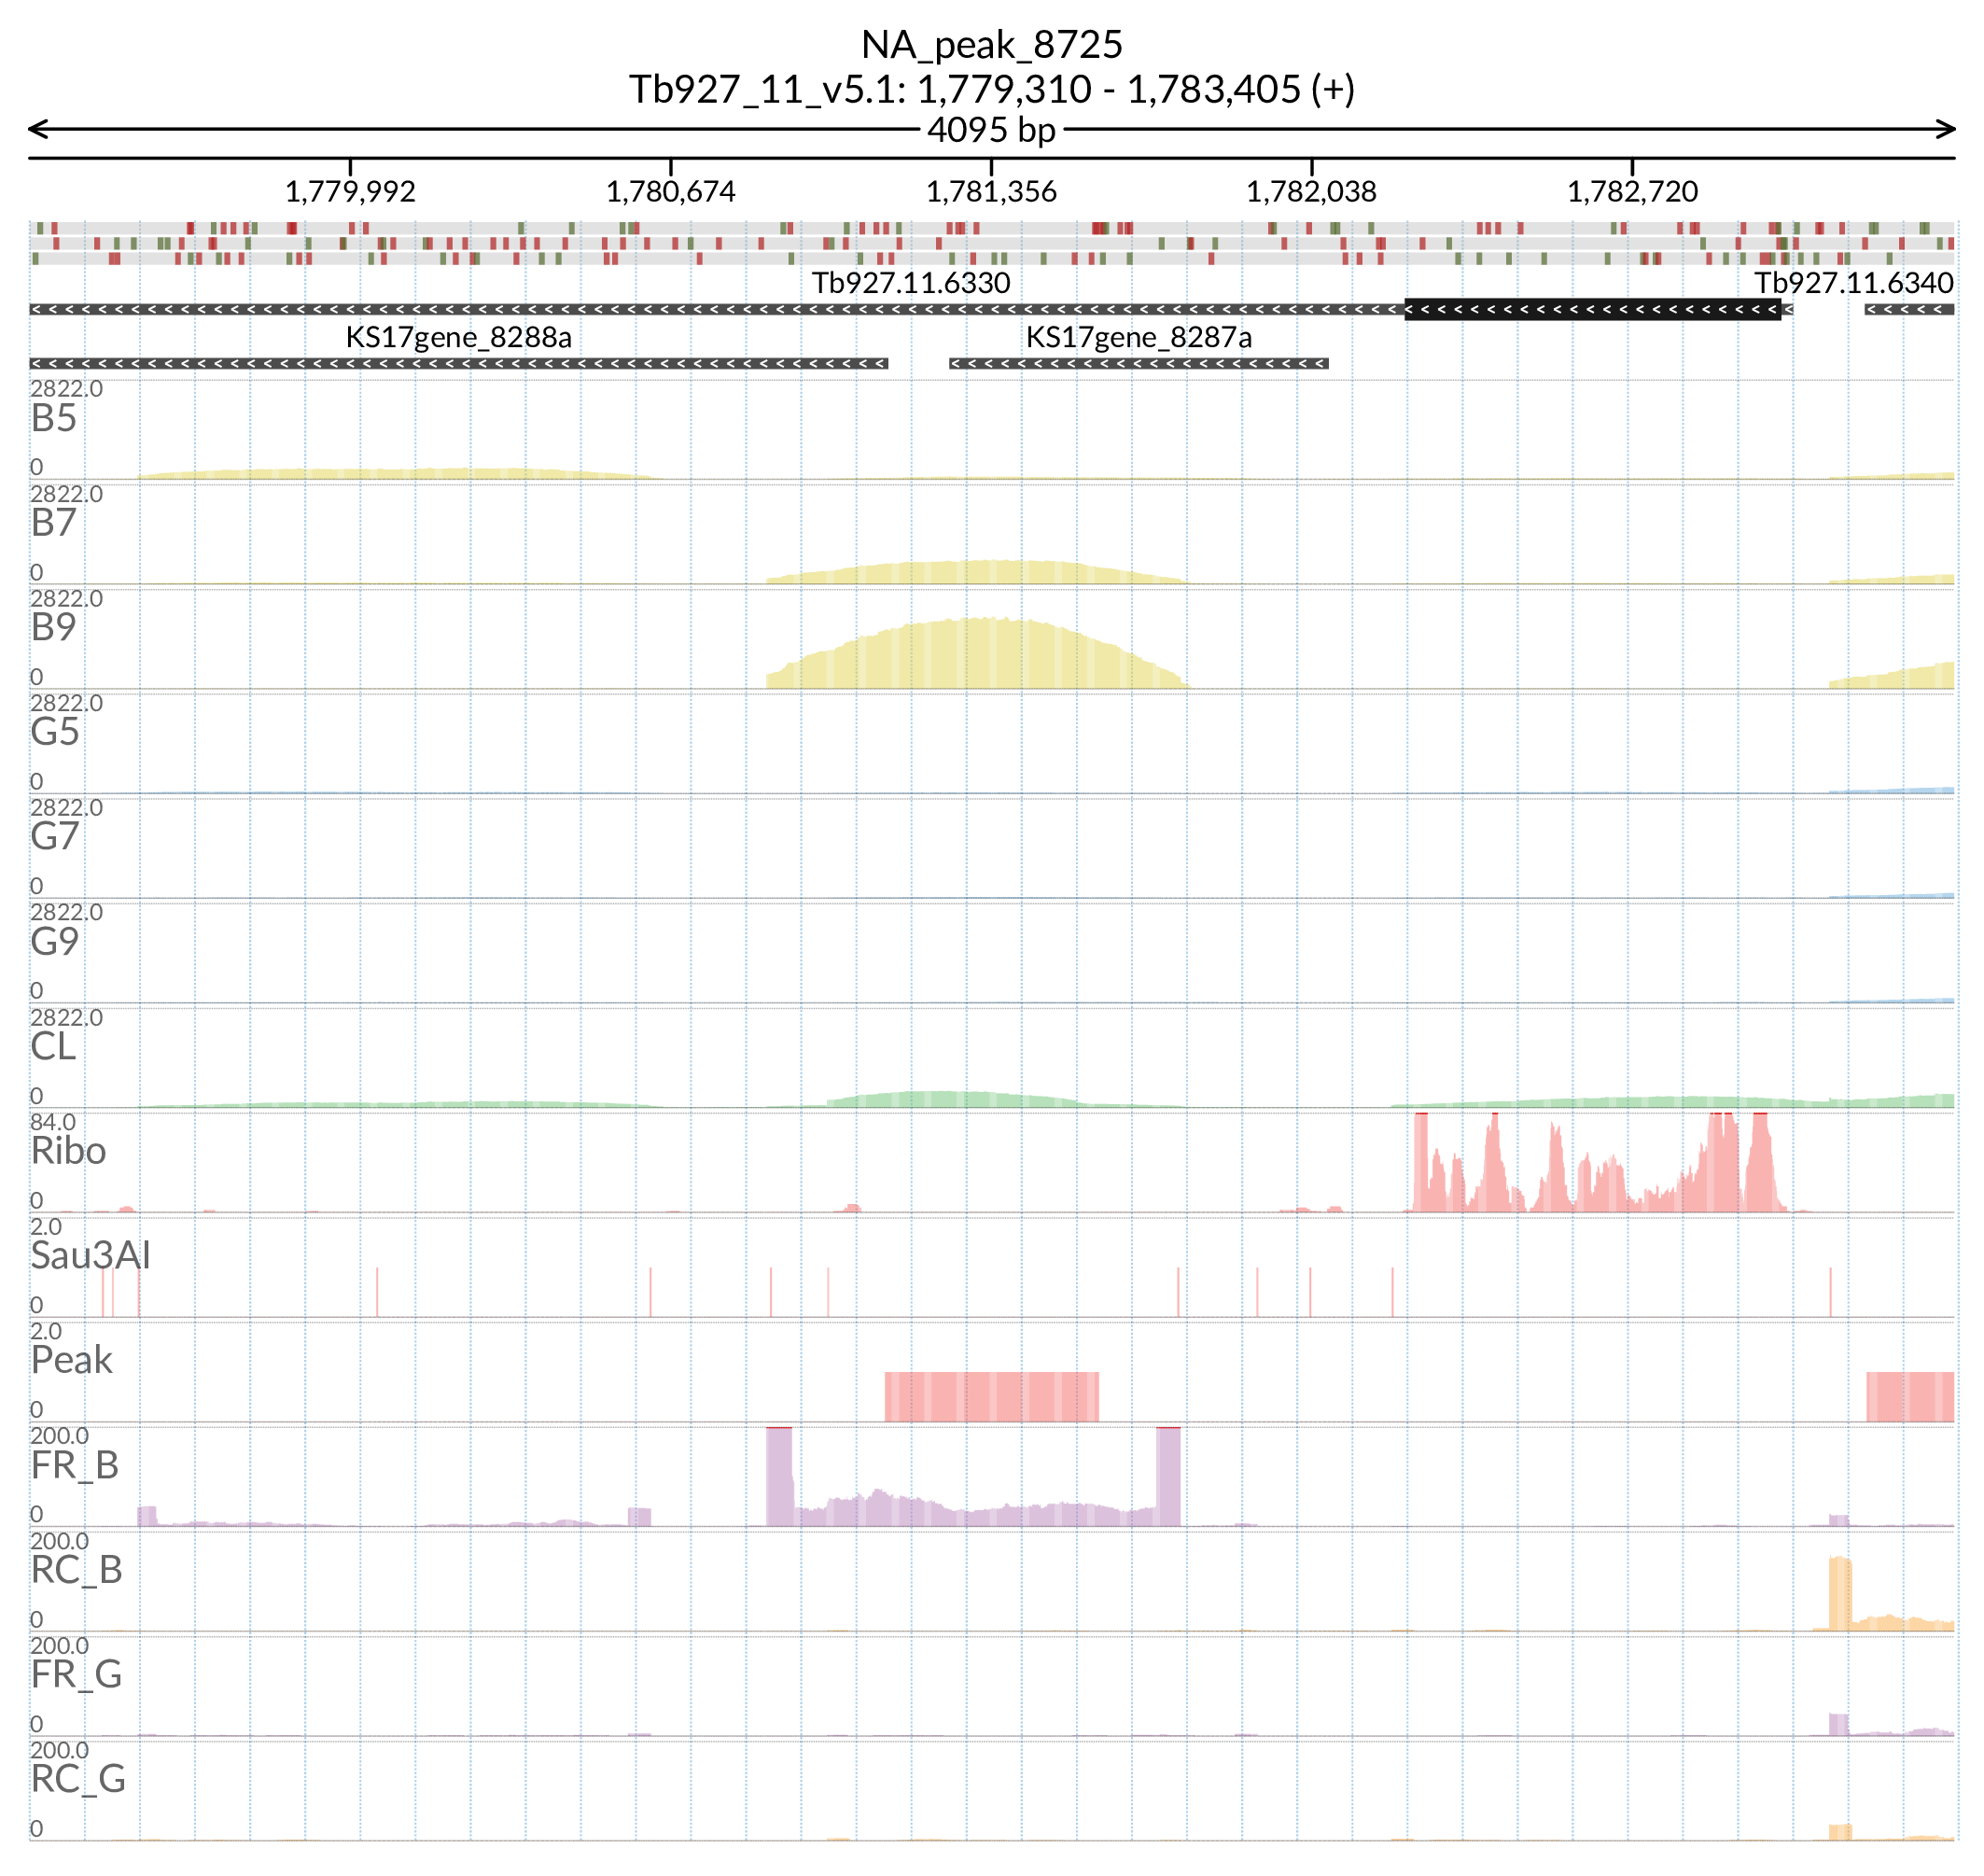 NA_peak_8725
Tb927_11_v5.1: 1,779,310 - 1,783,405 (+)
4095 bp
1,779,992 1,780,674 1,781,356 1,782,038 1,782,720
Tb927.11.6330 Tb927.11.6340
KS17gene_8288a KS17gene_8287a
2822.0
B5
0
2822.0
B7
0
2822.0
B9
0
2822.0
G5
0
2822.0
G7
0
2822.0
G9
0
2822.0
CL
0
84.0
Ribo
0
2.0
Sau3AI
0
2.0
Peak
0
200.0
FR_B
0
200.0
RC_B
0
200.0
FR_G
0
200.0
RC_G
0